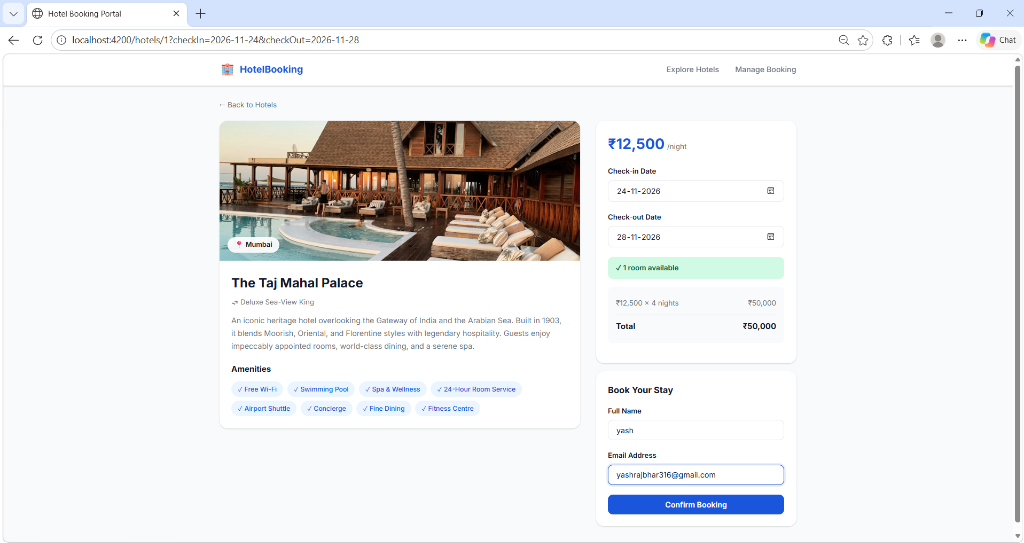 Hotel Booking Portal
localhost:4200/hotels/1?checkIn=2026-11-24&checkOut=2026-11-28
Chat
HotelBooking
Explore Hotels
Manage Booking
← Back to Hotels
Mumbai
The Taj Mahal Palace
Deluxe Sea-View King
An iconic heritage hotel overlooking the Gateway of India and the Arabian Sea. Built in 1903,
it blends Moorish, Oriental, and Florentine styles with legendary hospitality. Guests enjoy
impeccably appointed rooms, world-class dining, and a serene spa.
Amenities
✓ Free Wi-Fi ✓ Swimming Pool ✓ Spa & Wellness ✓ 24-Hour Room Service
✓ Airport Shuttle ✓ Concierge ✓ Fine Dining ✓ Fitness Centre
₹12,500 /night
Check-in Date
24-11-2026
Check-out Date
28-11-2026
✓ 1 room available
₹12,500 × 4 nights ₹50,000
Total ₹50,000
Book Your Stay
Full Name
yash
Email Address
yashrajbhar316@gmail.com
Confirm Booking